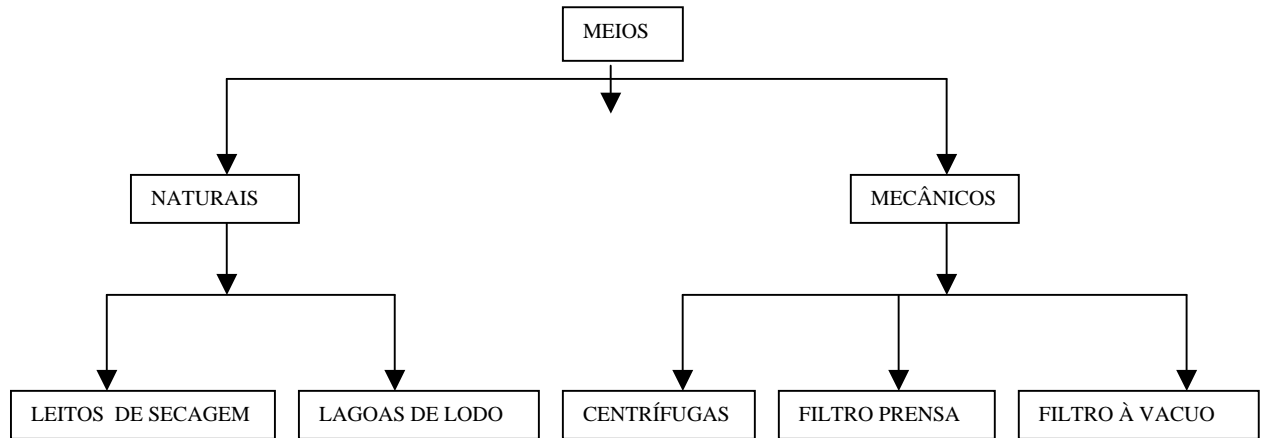 MEIOS
NATURAIS
MECÂNICOS
LEITOS DE SECAGEM
LAGOAS DE LODO
CENTRÍFUGAS
FILTRO PRENSA
FILTRO À VACUO